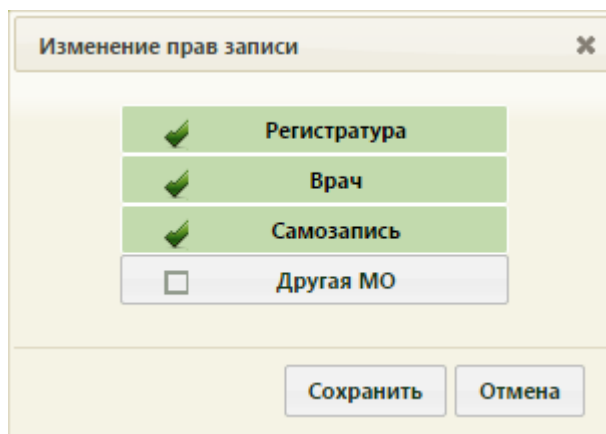 Изменение прав записи
Регистратура
Врач
Самозапись
Другая МО
Сохранить Отмена